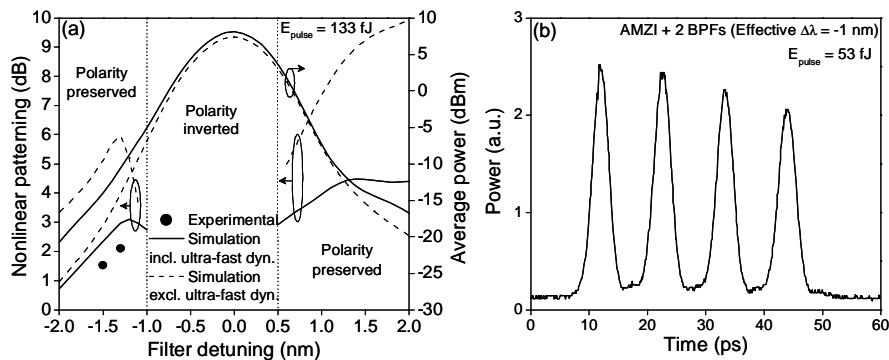 (a)
E_pulse = 133 fJ
Polarity preserved
Polarity inverted
Polarity preserved
Experimental
Simulation
incl. ultra-fast dyn.
Simulation
excl. ultra-fast dyn.
Nonlinear patterning (dB)
10
9
8
7
6
5
4
3
2
1
0
Average power (dBm)
10
5
0
-5
-10
-15
-20
-25
-30
-2.0 -1.5 -1.0 -0.5 0.0 0.5 1.0 1.5 2.0
Filter detuning (nm)
(b)
AMZI + 2 BPFs (Effective Δλ = -1 nm)
E_pulse = 53 fJ
Power (a.u.)
3
2
1
0
0 10 20 30 40 50 60
Time (ps)